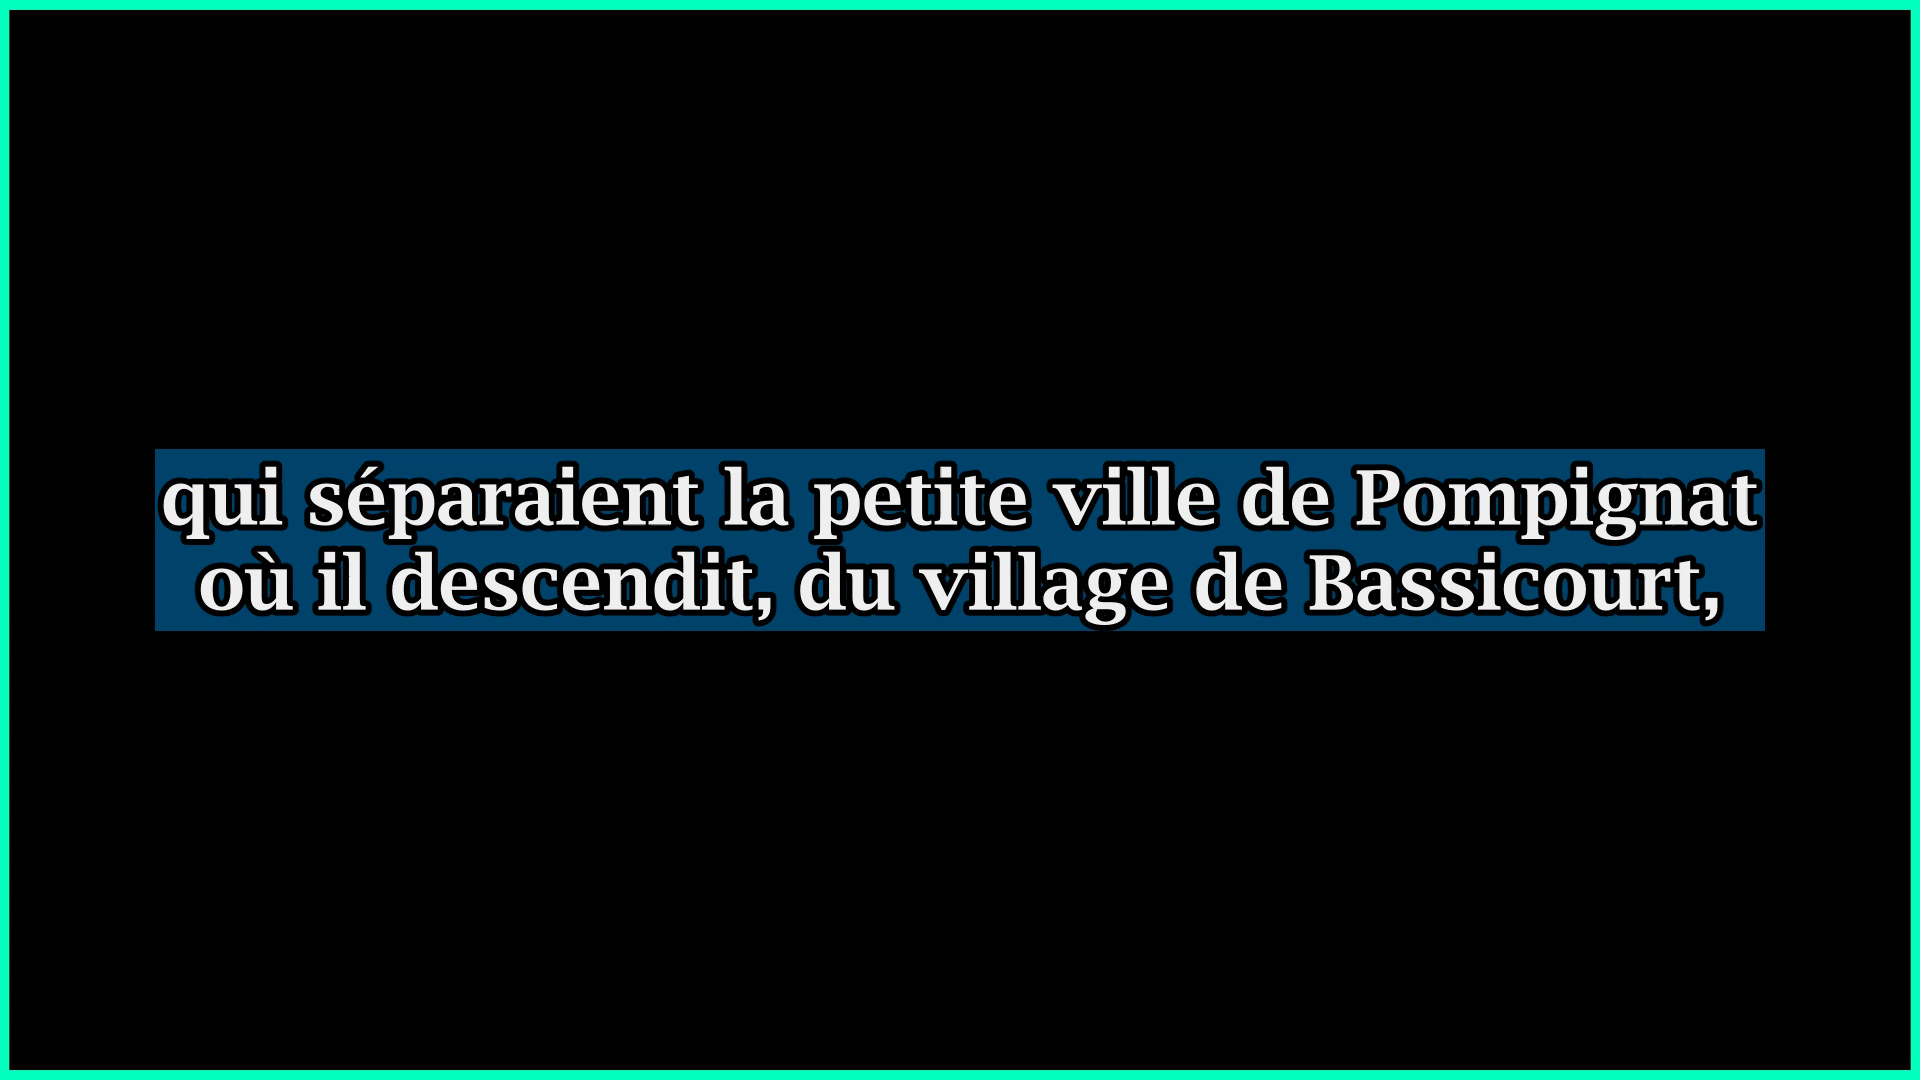 qui séparaient la petite ville de Pompignat
où il descendit, du village de Bassicourt,